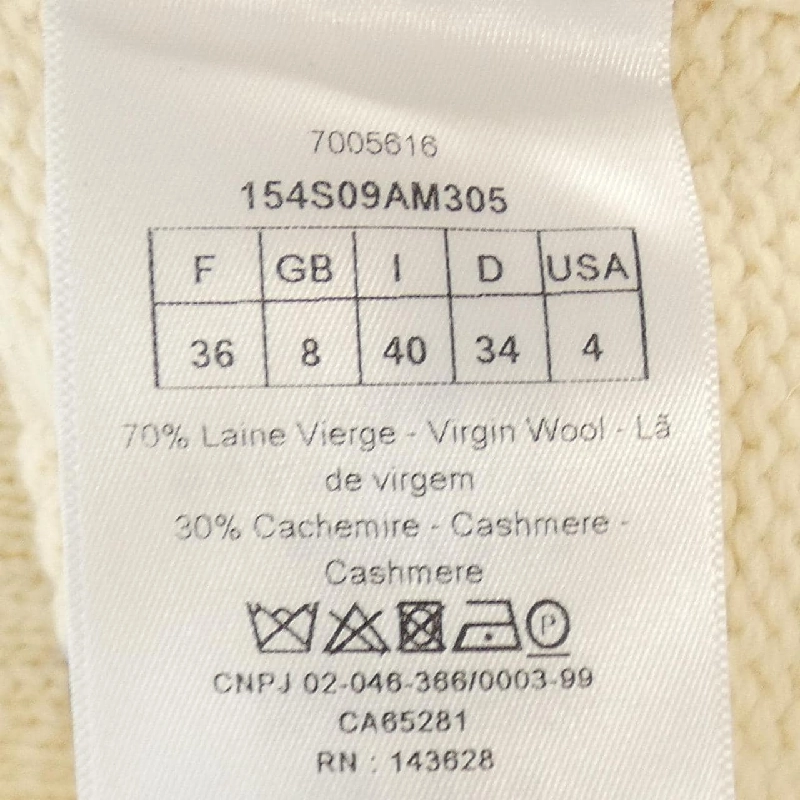 7005616
154S09AM305
F GB I D USA
36 8 40 34 4
70% Laine Vierge - Virgin Wool - Lã
de virgem
30% Cachemire - Cashmere -
Cashmere
P
CNPJ 02-046-366/0003-99
CA65281
RN : 143628